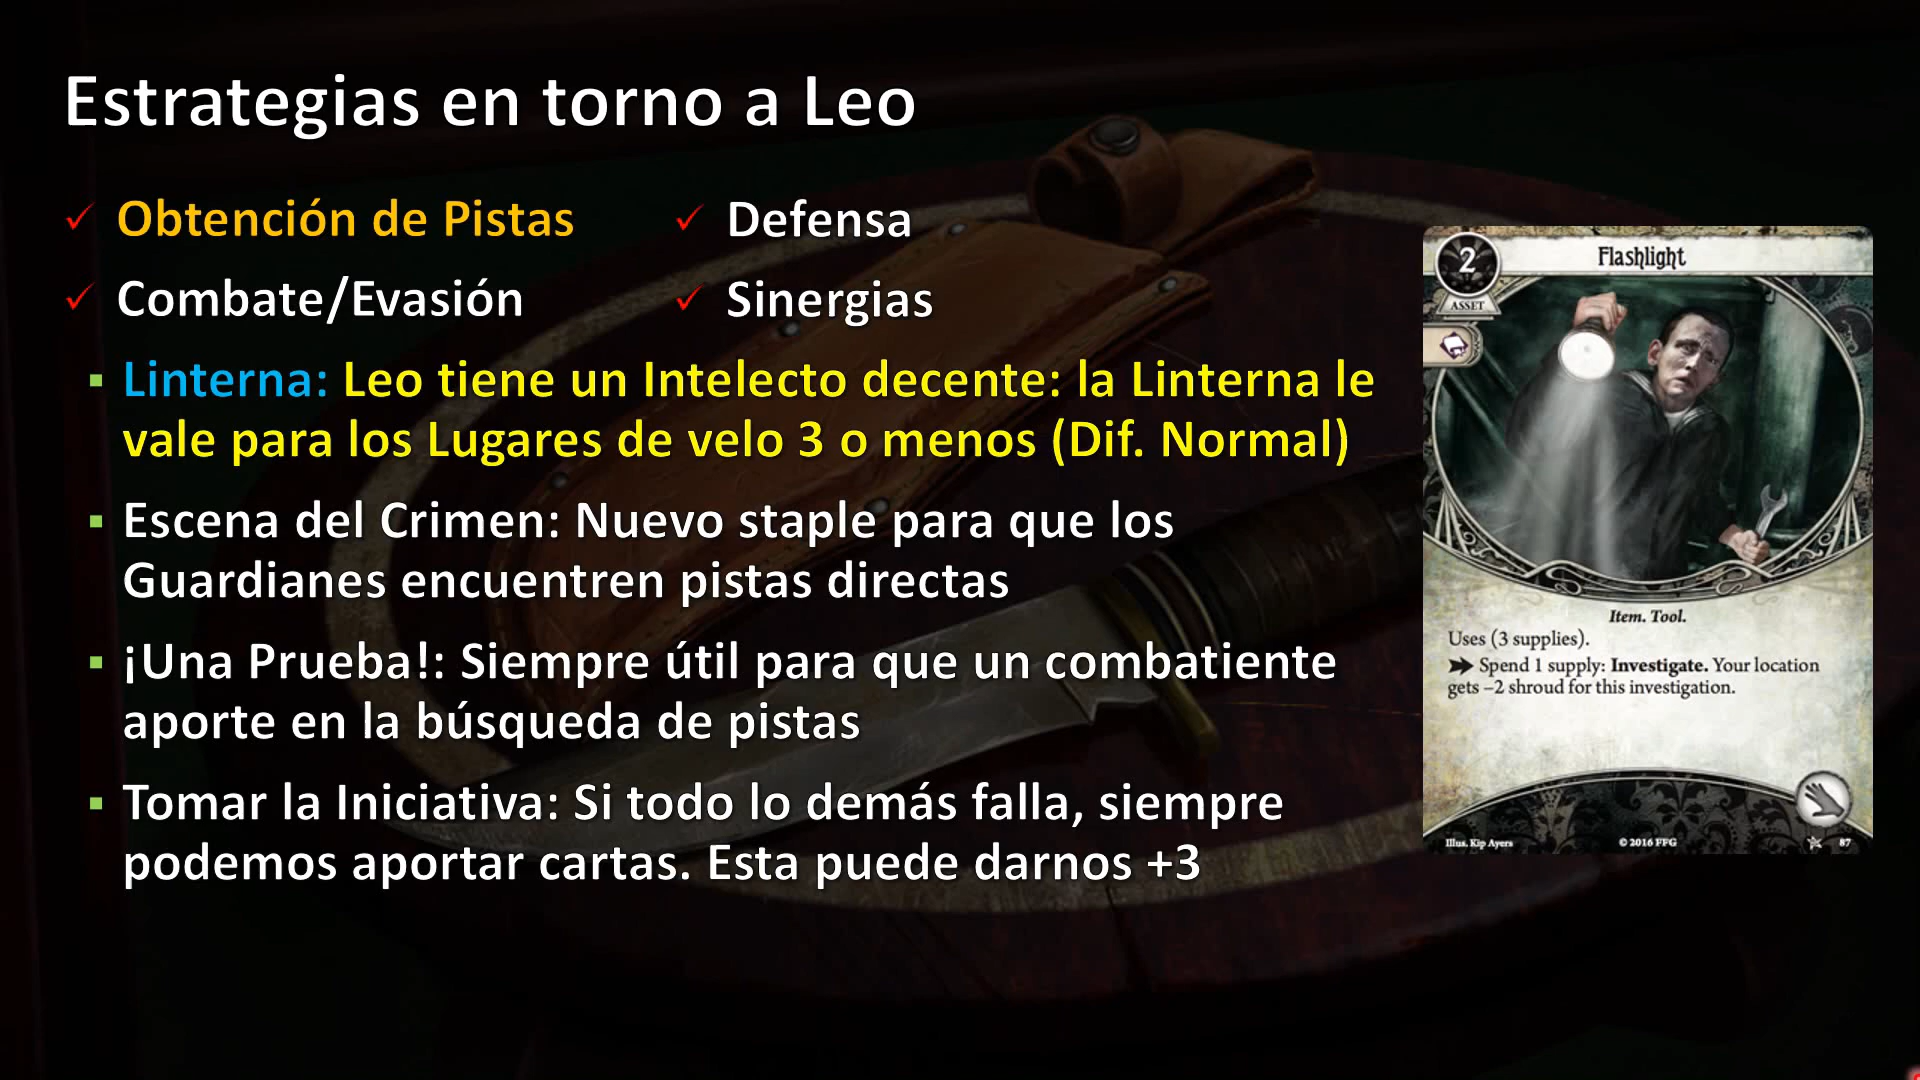 Estrategias en torno a Leo
Obtención de Pistas
Defensa
Combate/Evasión
Sinergias
Linterna: Leo tiene un Intelecto decente: la Linterna le
vale para los Lugares de velo 3 o menos (Dif. Normal)
Escena del Crimen: Nuevo staple para que los
Guardianes encuentren pistas directas
¡Una Prueba!: Siempre útil para que un combatiente
aporte en la búsqueda de pistas
Tomar la Iniciativa: Si todo lo demás falla, siempre
podemos aportar cartas. Esta puede darnos +3
2
Flashlight
ASSET
Item. Tool.
Uses (3 supplies).
Spend 1 supply: Investigate. Your location
gets –2 shroud for this investigation.
Illus. Kip Ayers
© 2016 FFG
87